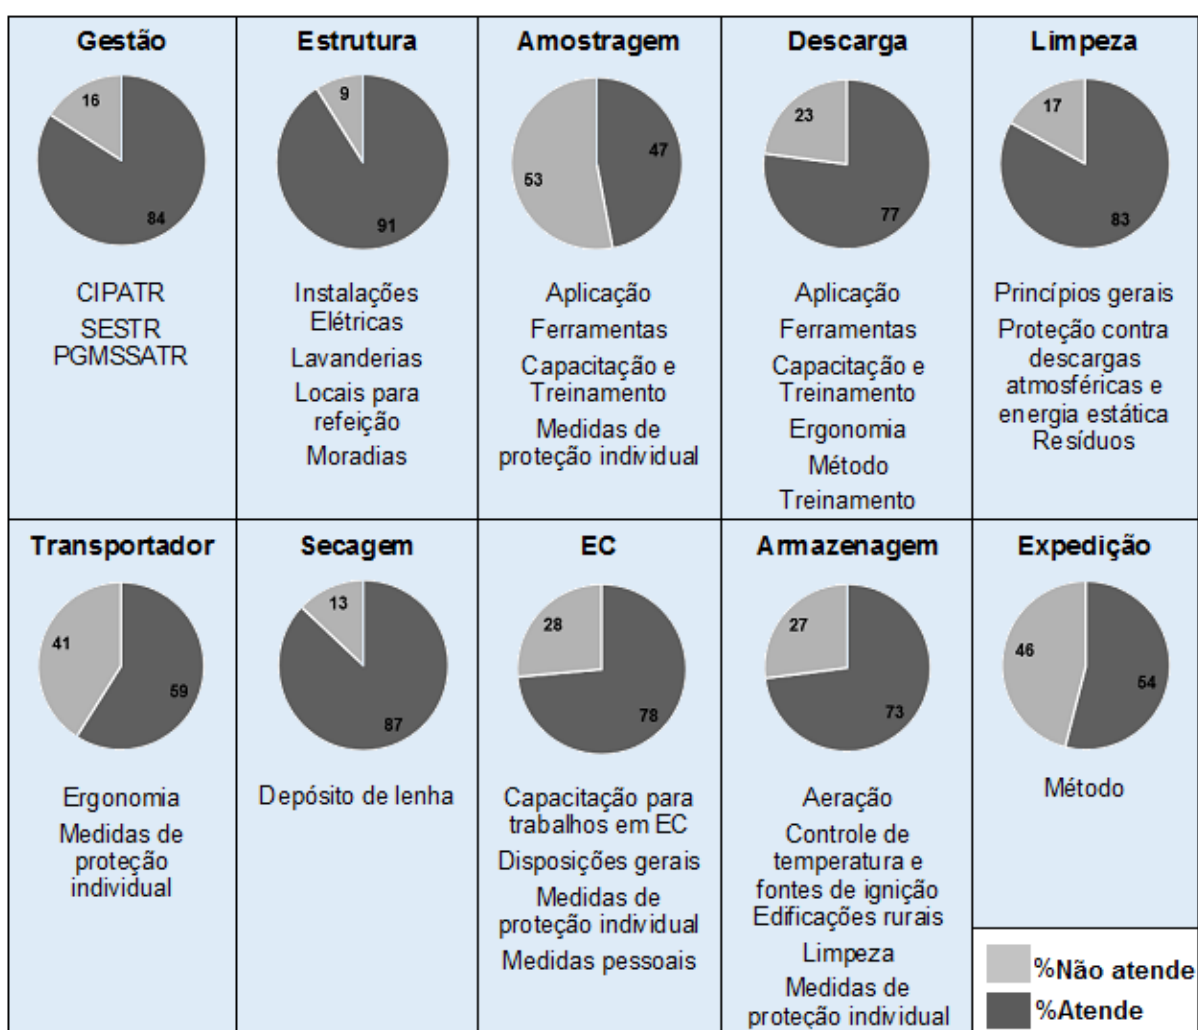 Gestão
16
84
CIPATR
SESTR
PGMSSATR
Estrutura
9
91
Instalações
Elétricas
Lavanderias
Locais para
refeição
Moradias
Amostragem
53
47
Aplicação
Ferramentas
Capacitação e
Treinamento
Medidas de
proteção individual
Descarga
23
77
Aplicação
Ferramentas
Capacitação e
Treinamento
Ergonomia
Método
Treinamento
Limpeza
17
83
Princípios gerais
Proteção contra
descargas
atmosféricas e
energia estática
Resíduos
Transportador
41
59
Ergonomia
Medidas de
proteção
individual
Secagem
13
87
Depósito de lenha
EC
28
78
Capacitação para
trabalhos em EC
Disposições gerais
Medidas de
proteção individual
Medidas pessoais
Armazenagem
27
73
Aeração
Controle de
temperatura e
fontes de ignição
Edificações rurais
Limpeza
Medidas de
proteção individual
Expedição
46
54
Método
%Não atende
%Atende